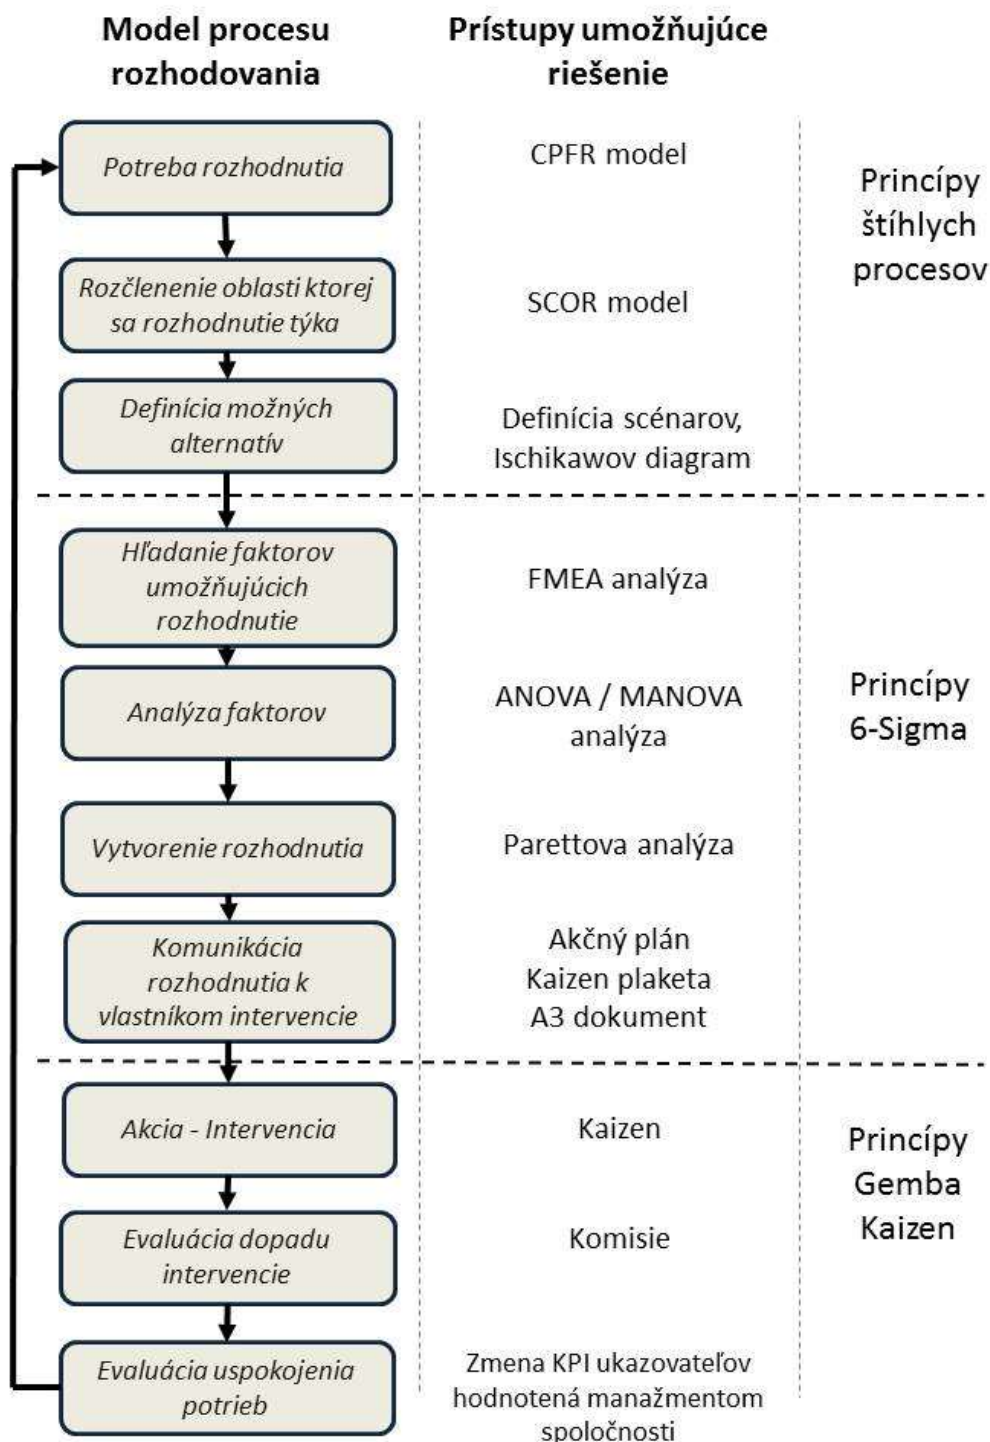 Model procesu
rozhodovania
Prístupy umožňujúce
riešenie
Potreba rozhodnutia
CPFR model
Princípy
štíhlych
procesov
Rozčlenenie oblasti ktorej
sa rozhodnutie týka
SCOR model
Definícia možných
alternatív
Definícia scénarov,
Ischikawov diagram
Hľadanie faktorov
umožňujúcich
rozhodnutie
FMEA analýza
Analýza faktorov
ANOVA / MANOVA
analýza
Princípy
6-Sigma
Vytvorenie rozhodnutia
Parettova analýza
Komunikácia
rozhodnutia k
vlastníkom intervencie
Akčný plán
Kaizen plaketa
A3 dokument
Akcia - Intervencia
Kaizen
Princípy
Gemba
Kaizen
Evaluácia dopadu
intervencie
Komisie
Evaluácia uspokojenia
potrieb
Zmena KPI ukazovateľov
hodnotená manažmentom
spoločnosti